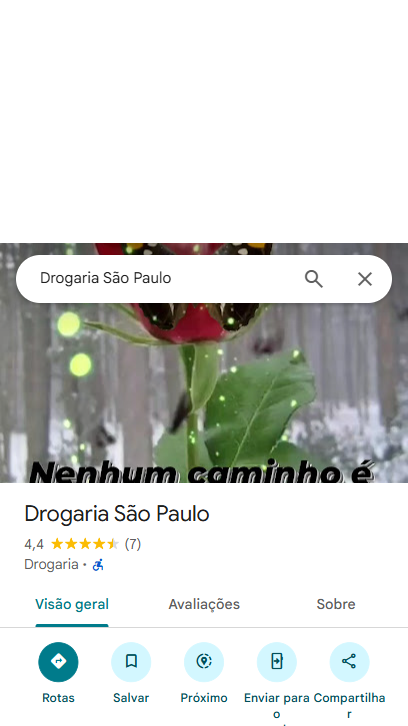 Drogaria São Paulo
Nenhum caminho é
Drogaria São Paulo
4,4 (7)
Drogaria •
Visão geral Avaliações Sobre
Rotas Salvar Próximo Enviar para Compartilha
o r